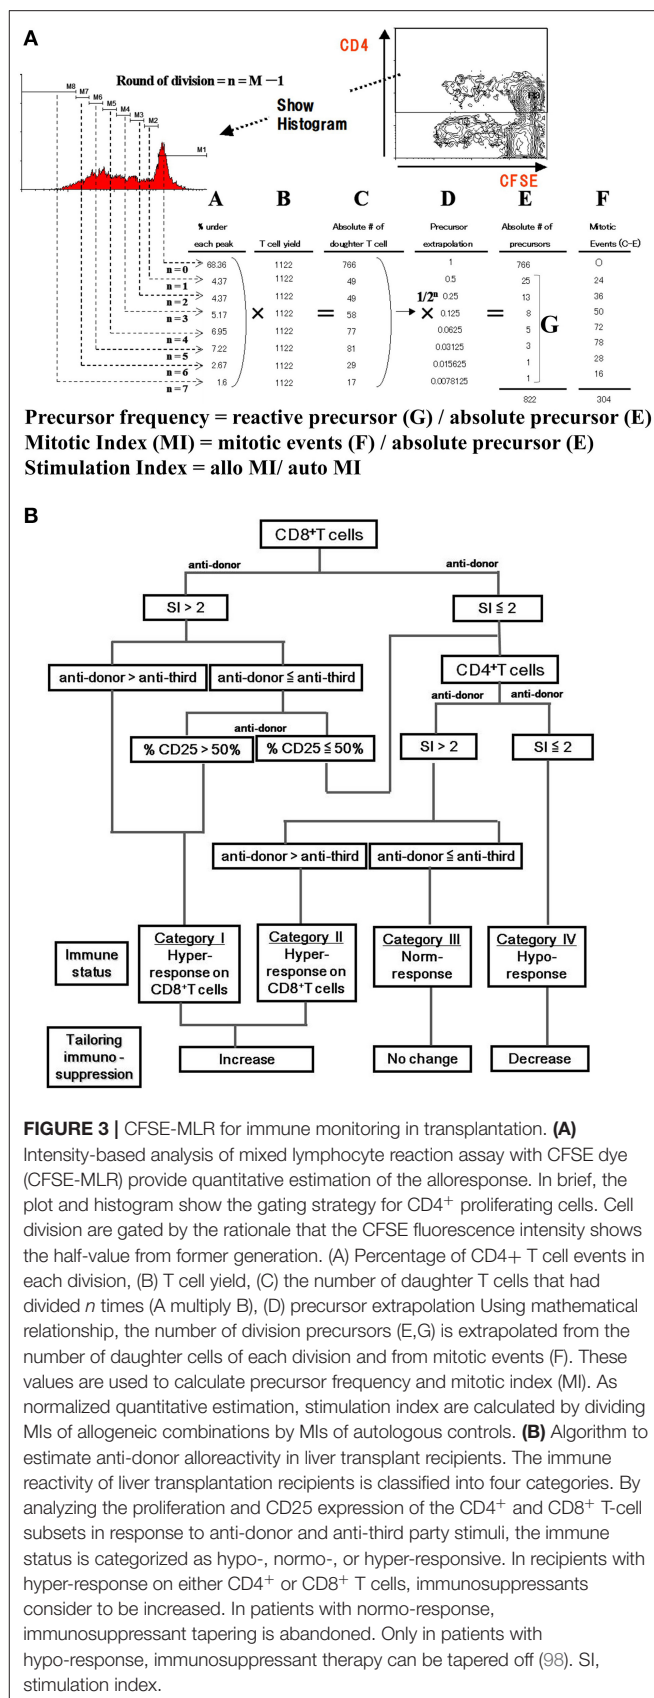 A
CD4
Round of division = n = M −1
M8
M7
M6
M5
M4
M3
M2
M1
Show
Histogram
CFSE
A B C D E F
% under each peak
T cell yield
Absolute # of doughter T cell
Precursor extrapolation
Absolute # of precursors
Mitotic Events (C-E)
n = 0 68.36 1122 766 1 766 0
n = 1 4.37 1122 49 0.5 25 24
n = 2 4.37 1122 49 0.25 13 36
n = 3 5.17 1122 58 0.125 8 50
n = 4 6.95 1122 77 0.0625 5 72
n = 5 7.22 1122 81 0.03125 3 78
n = 6 2.67 1122 29 0.015625 1 28
n = 7 1.6 1122 17 0.0078125 1 16
× = 1/2ⁿ × = G
822 304
Precursor frequency = reactive precursor (G) / absolute precursor (E)
Mitotic Index (MI) = mitotic events (F) / absolute precursor (E)
Stimulation Index = allo MI/ auto MI
B
CD8⁺T cells
anti-donor anti-donor
SI > 2 SI ≦ 2
anti-donor > anti-third anti-donor ≦ anti-third CD4⁺T cells
anti-donor anti-donor anti-donor
% CD25 > 50% % CD25 ≦ 50% SI > 2 SI ≦ 2
anti-donor > anti-third anti-donor ≦ anti-third
Immune
status
Category I
Hyper-
response on
CD8⁺T cells
Category II
Hyper-
response on
CD8⁺T cells
Category III
Norm-
response
Category IV
Hypo-
response
Tailoring
immuno -
suppression
Increase No change Decrease
FIGURE 3 | CFSE-MLR for immune monitoring in transplantation. (A)
Intensity-based analysis of mixed lymphocyte reaction assay with CFSE dye
(CFSE-MLR) provide quantitative estimation of the alloresponse. In brief, the
plot and histogram show the gating strategy for CD4⁺ proliferating cells. Cell
division are gated by the rationale that the CFSE fluorescence intensity shows
the half-value from former generation. (A) Percentage of CD4+ T cell events in
each division, (B) T cell yield, (C) the number of daughter T cells that had
divided n times (A multiply B), (D) precursor extrapolation Using mathematical
relationship, the number of division precursors (E,G) is extrapolated from the
number of daughter cells of each division and from mitotic events (F). These
values are used to calculate precursor frequency and mitotic index (MI). As
normalized quantitative estimation, stimulation index are calculated by dividing
MIs of allogeneic combinations by MIs of autologous controls. (B) Algorithm to
estimate anti-donor alloreactivity in liver transplant recipients. The immune
reactivity of liver transplantation recipients is classified into four categories. By
analyzing the proliferation and CD25 expression of the CD4⁺ and CD8⁺ T-cell
subsets in response to anti-donor and anti-third party stimuli, the immune
status is categorized as hypo-, normo-, or hyper-responsive. In recipients with
hyper-response on either CD4⁺ or CD8⁺ T cells, immunosuppressants
consider to be increased. In patients with normo-response,
immunosuppressant tapering is abandoned. Only in patients with
hypo-response, immunosuppressant therapy can be tapered off (98). SI,
stimulation index.